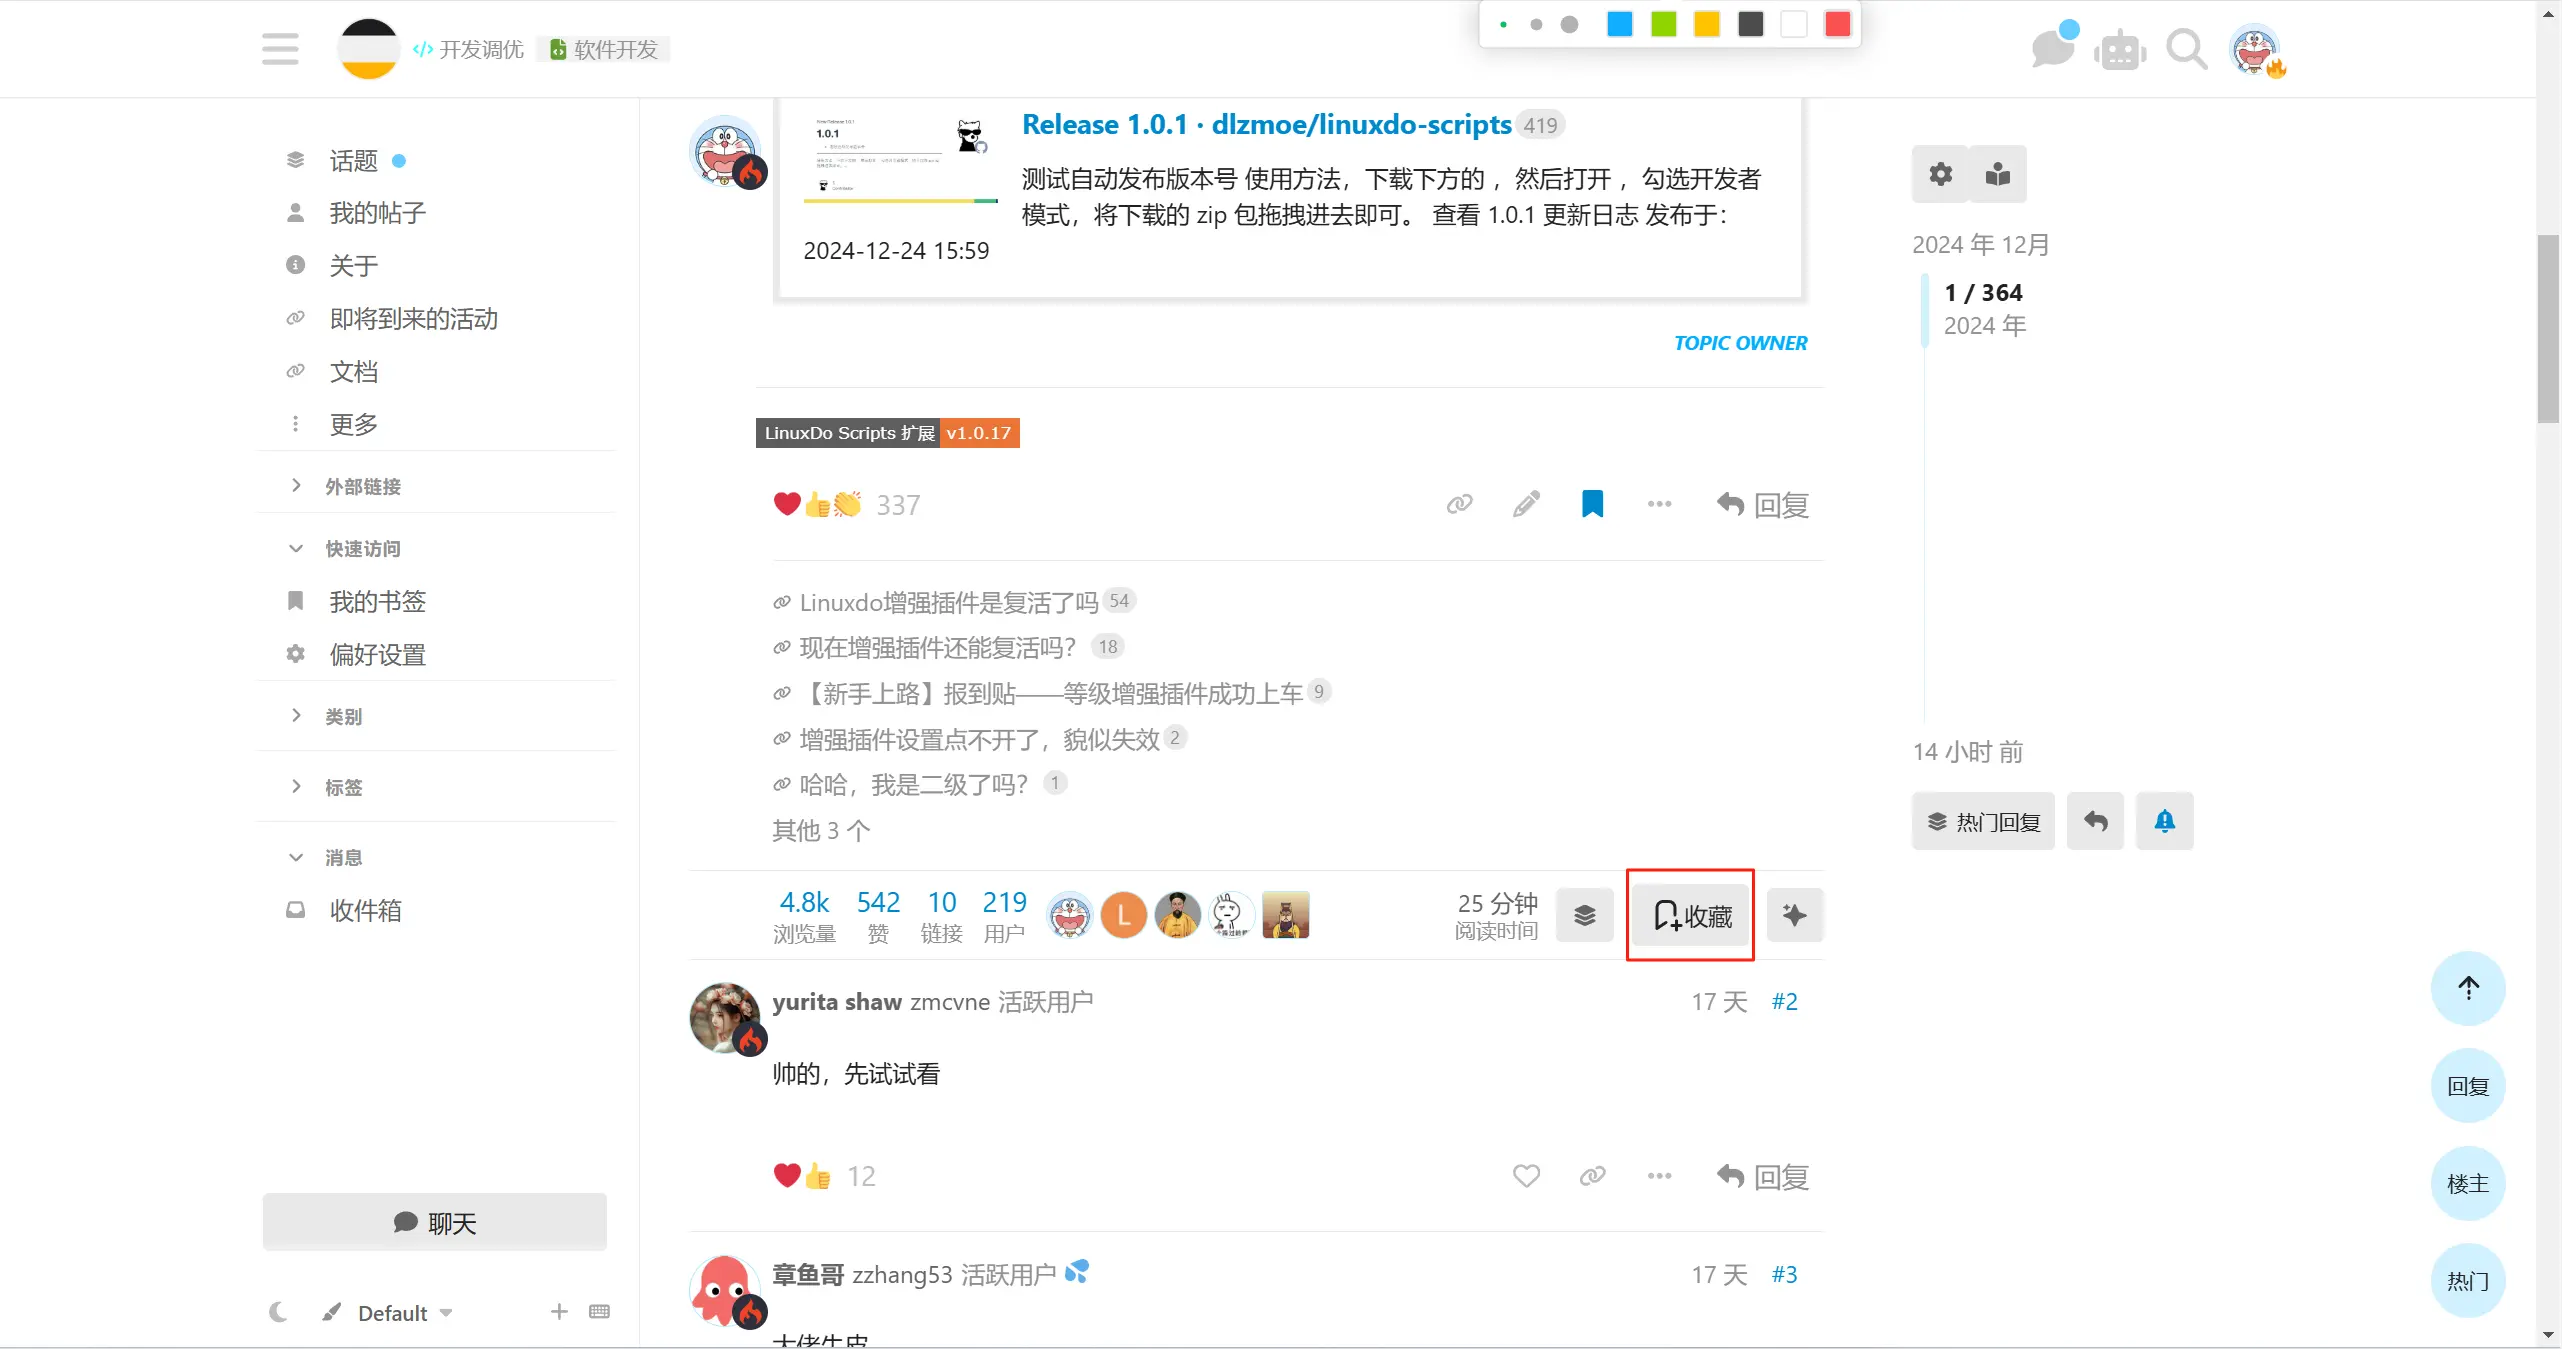 开发调优 软件开发
话题
我的帖子
关于
即将到来的活动
文档
更多
外部链接
快速访问
我的书签
偏好设置
类别
标签
消息
收件箱
聊天
Default
1.0.1
Release 1.0.1 · dlzmoe/linuxdo-scripts 419
测试自动发布版本号 使用方法，下载下方的 ，然后打开 ，勾选开发者
模式，将下载的 zip 包拖拽进去即可。 查看 1.0.1 更新日志 发布于：
2024-12-24 15:59
TOPIC OWNER
LinuxDo Scripts 扩展 v1.0.17
337
回复
Linuxdo增强插件是复活了吗 54
现在增强插件还能复活吗？ 18
【新手上路】报到贴——等级增强插件成功上车 9
增强插件设置点不开了，貌似失效 2
哈哈，我是二级了吗？ 1
其他 3 个
4.8k 542 10 219
浏览量 赞 链接 用户
L
25 分钟
阅读时间
收藏
yurita shaw zmcvne 活跃用户 17 天 #2
帅的，先试试看
12
回复
章鱼哥 zzhang53 活跃用户 17 天 #3
大佬牛皮
2024 年 12月
1 / 364
2024 年
14 小时 前
热门回复
回复
楼主
热门